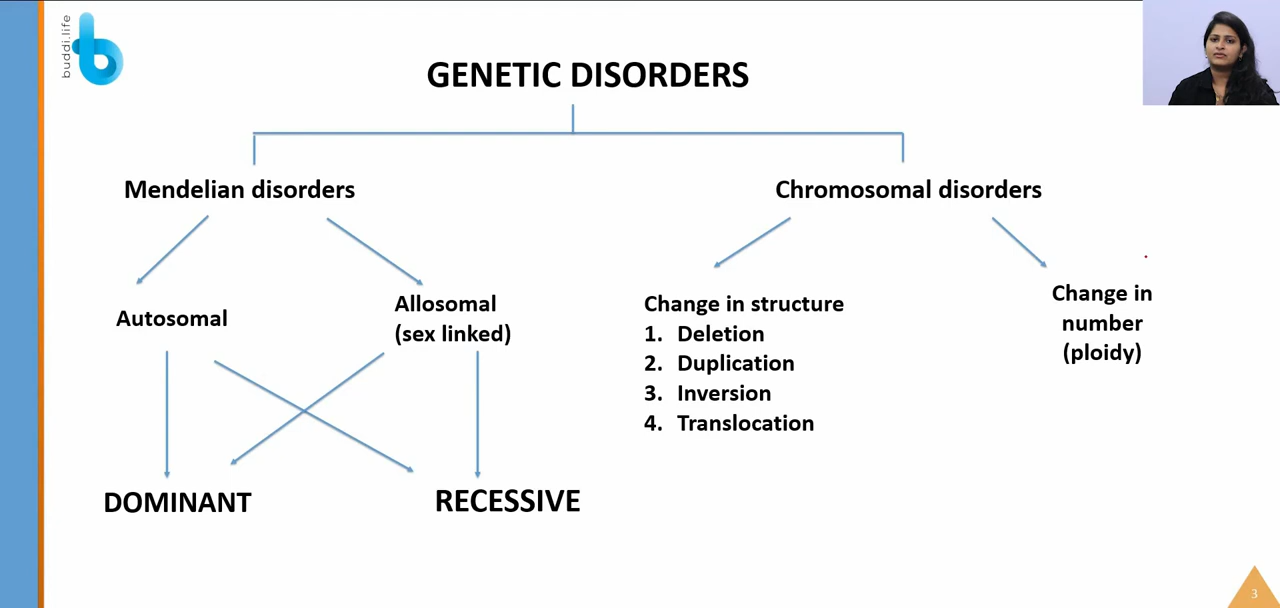 buddi.life
GENETIC DISORDERS
Mendelian disorders
Chromosomal disorders
Autosomal
Allosomal
(sex linked)
Change in structure
1. Deletion
2. Duplication
3. Inversion
4. Translocation
Change in
number
(ploidy)
DOMINANT
RECESSIVE
3